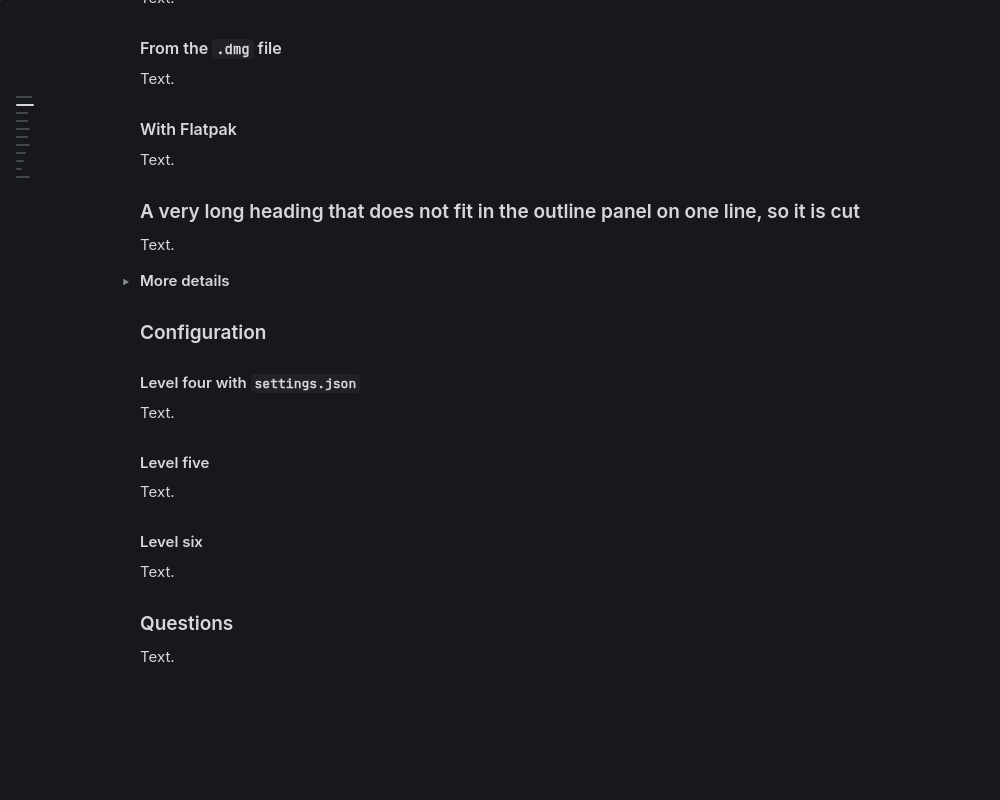 Text.
From the .dmg file
Text.
With Flatpak
Text.
A very long heading that does not fit in the outline panel on one line, so it is cut
Text.
More details
Configuration
Level four with settings.json
Text.
Level five
Text.
Level six
Text.
Questions
Text.